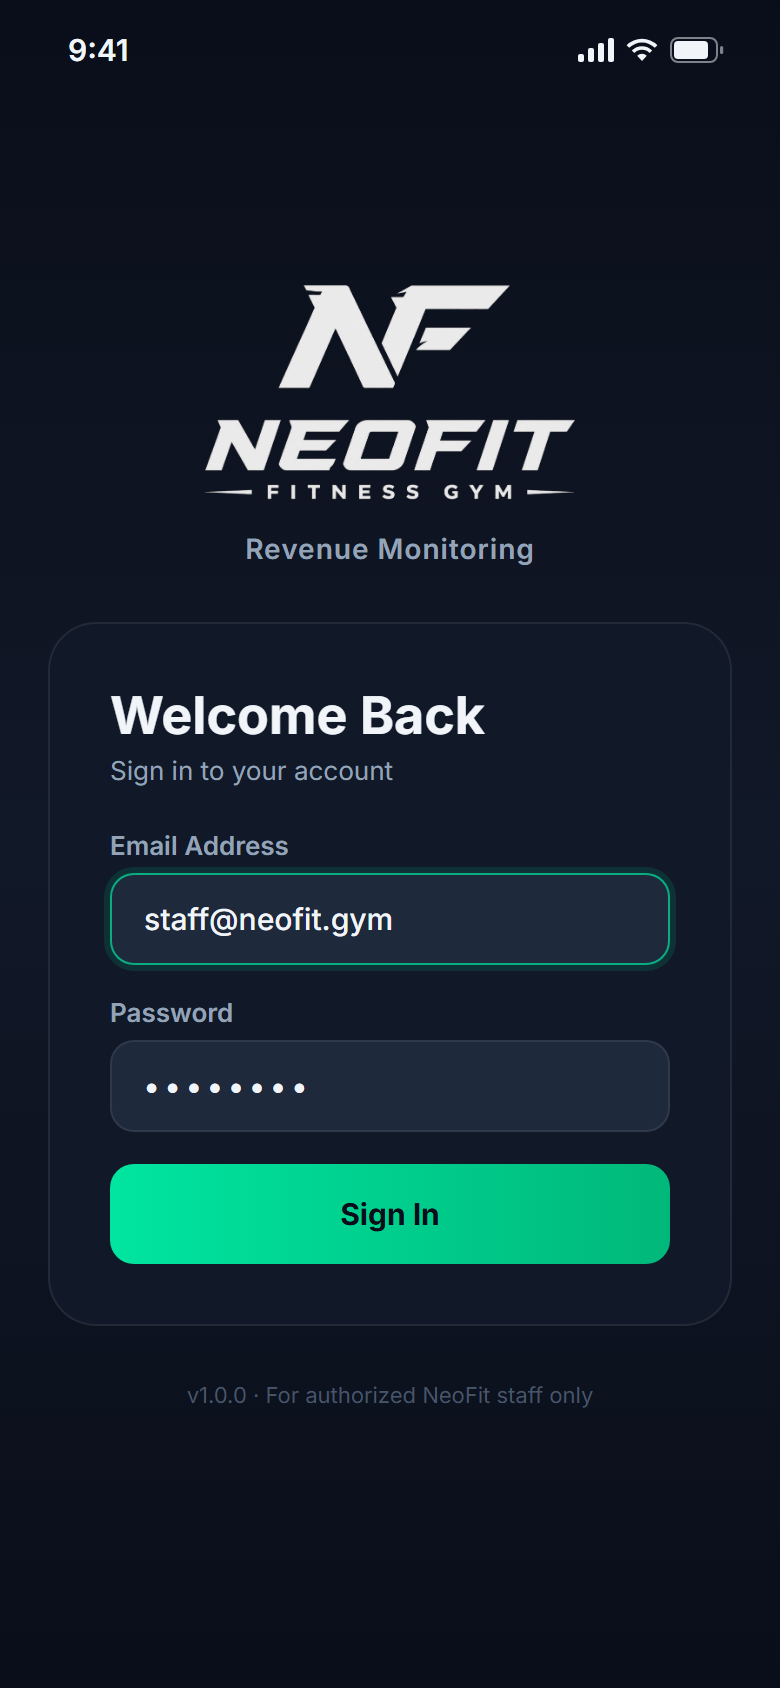 9:41
NF
NEOFIT
FITNESS GYM
Revenue Monitoring
Welcome Back
Sign in to your account
Email Address
staff@neofit.gym
Password
••••••••
Sign In
v1.0.0 · For authorized NeoFit staff only